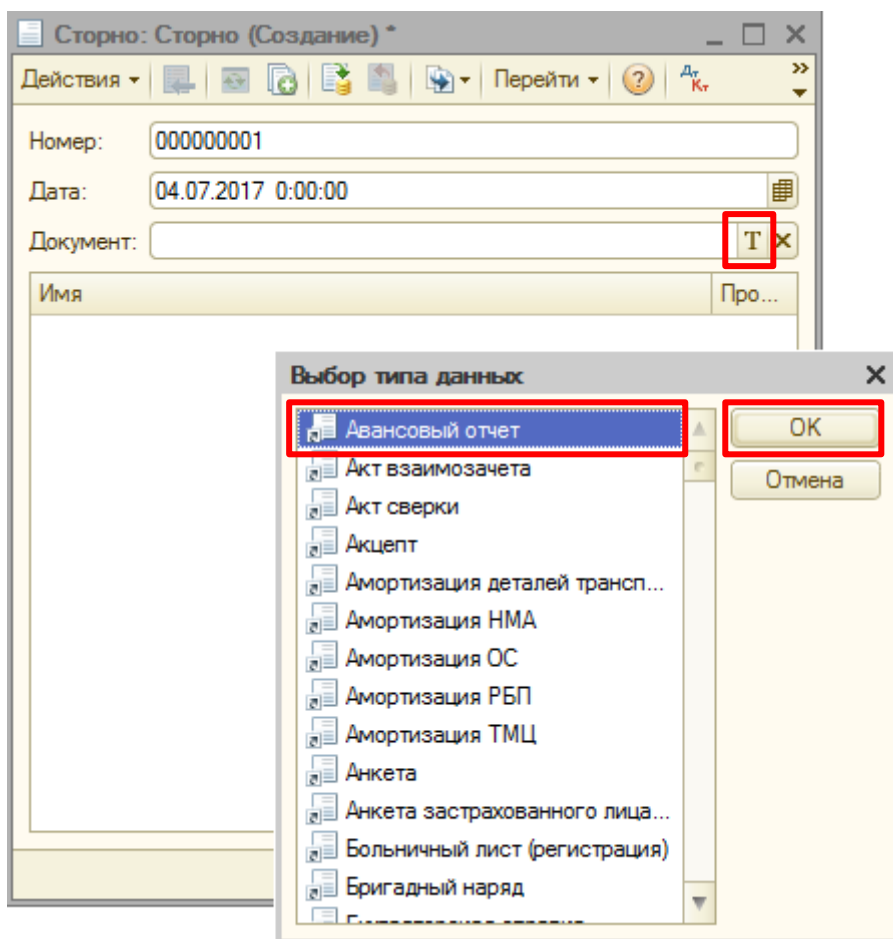 Сторно: Сторно (Создание) *
Действия Перейти Дт Кт
Номер: 000000001
Дата: 04.07.2017 0:00:00
Документ: T
Имя Про...
Выбор типа данных
Авансовый отчет OK
Акт взаимозачета
Отмена
Акт сверки
Акцепт
Амортизация деталей трансп...
Амортизация НМА
Амортизация ОС
Амортизация РБП
Амортизация ТМЦ
Анкета
Анкета застрахованного лица...
Больничный лист (регистрация)
Бригадный наряд